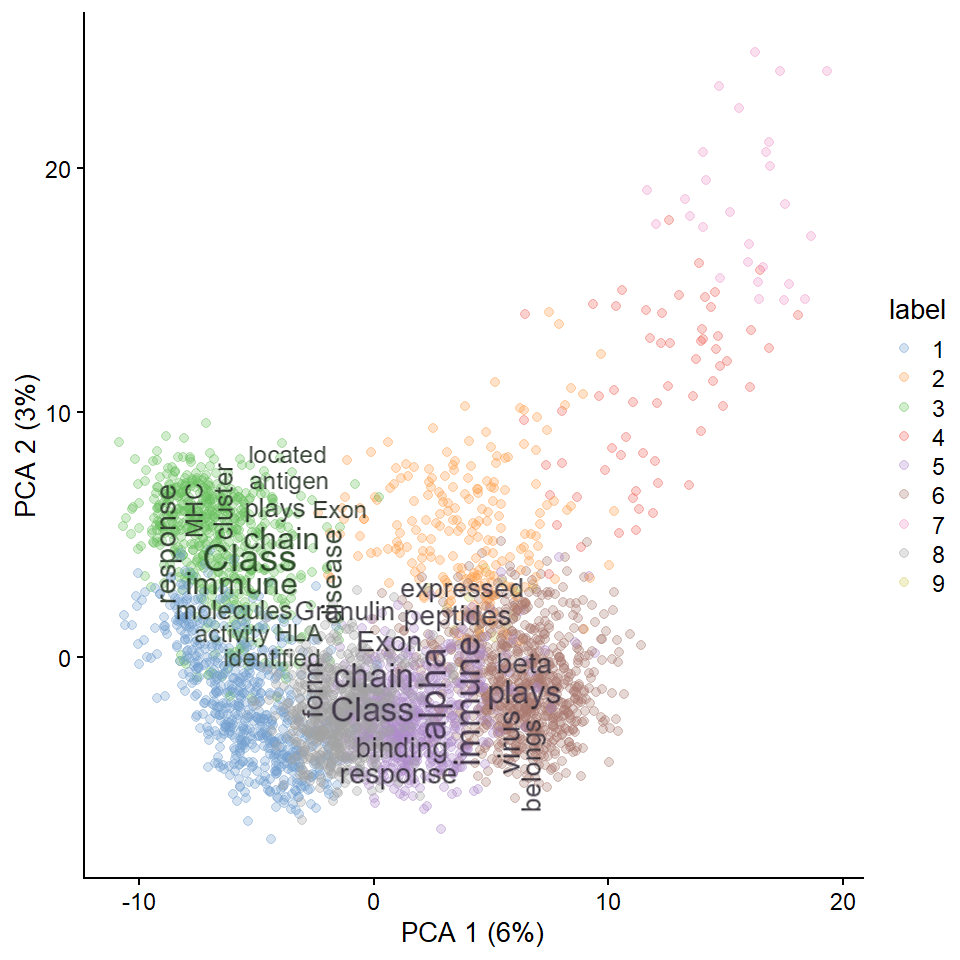 20
10
0
-10
0
10
20
PCA 2 (3%)
PCA 1 (6%)
located
antigen
plays Exon
chain
Class
immune
response
MHC
cluster
disease
molecules Granulin
activity HLA
identified
expressed
peptides
Exon
chain
Class
form
alpha
immune
binding
response
beta
plays
virus
belongs
label
1
2
3
4
5
6
7
8
9